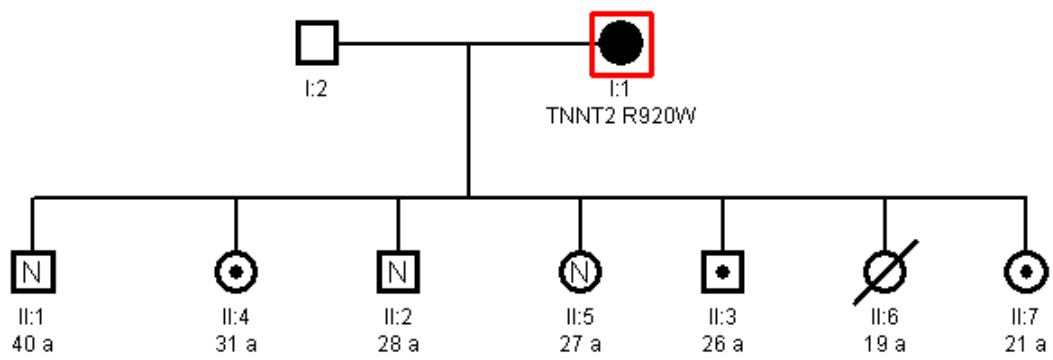 I:2
I:1
TNNT2 R920W
N
N
N
II:1
II:4
II:2
II:5
II:3
II:6
II:7
40 a
31 a
28 a
27 a
26 a
19 a
21 a